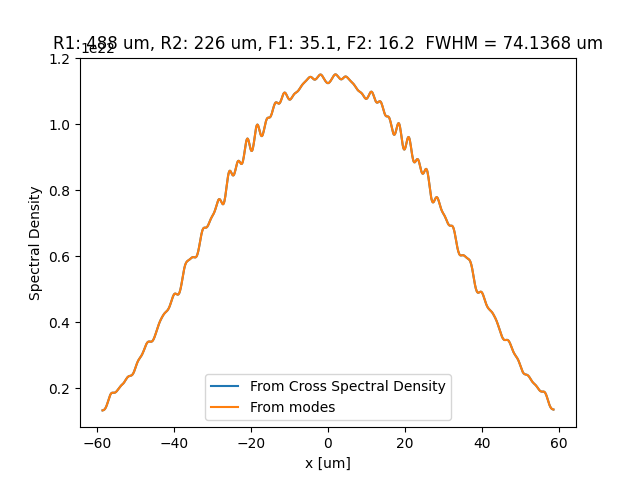 R1: 488 um, R2: 226 um, F1: 35.1, F2: 16.2  FWHM = 74.1368 um
1e22
1.2
1.0
0.8
0.6
0.4
0.2
Spectral Density
From Cross Spectral Density
From modes
−60 −40 −20 0 20 40 60
x [um]